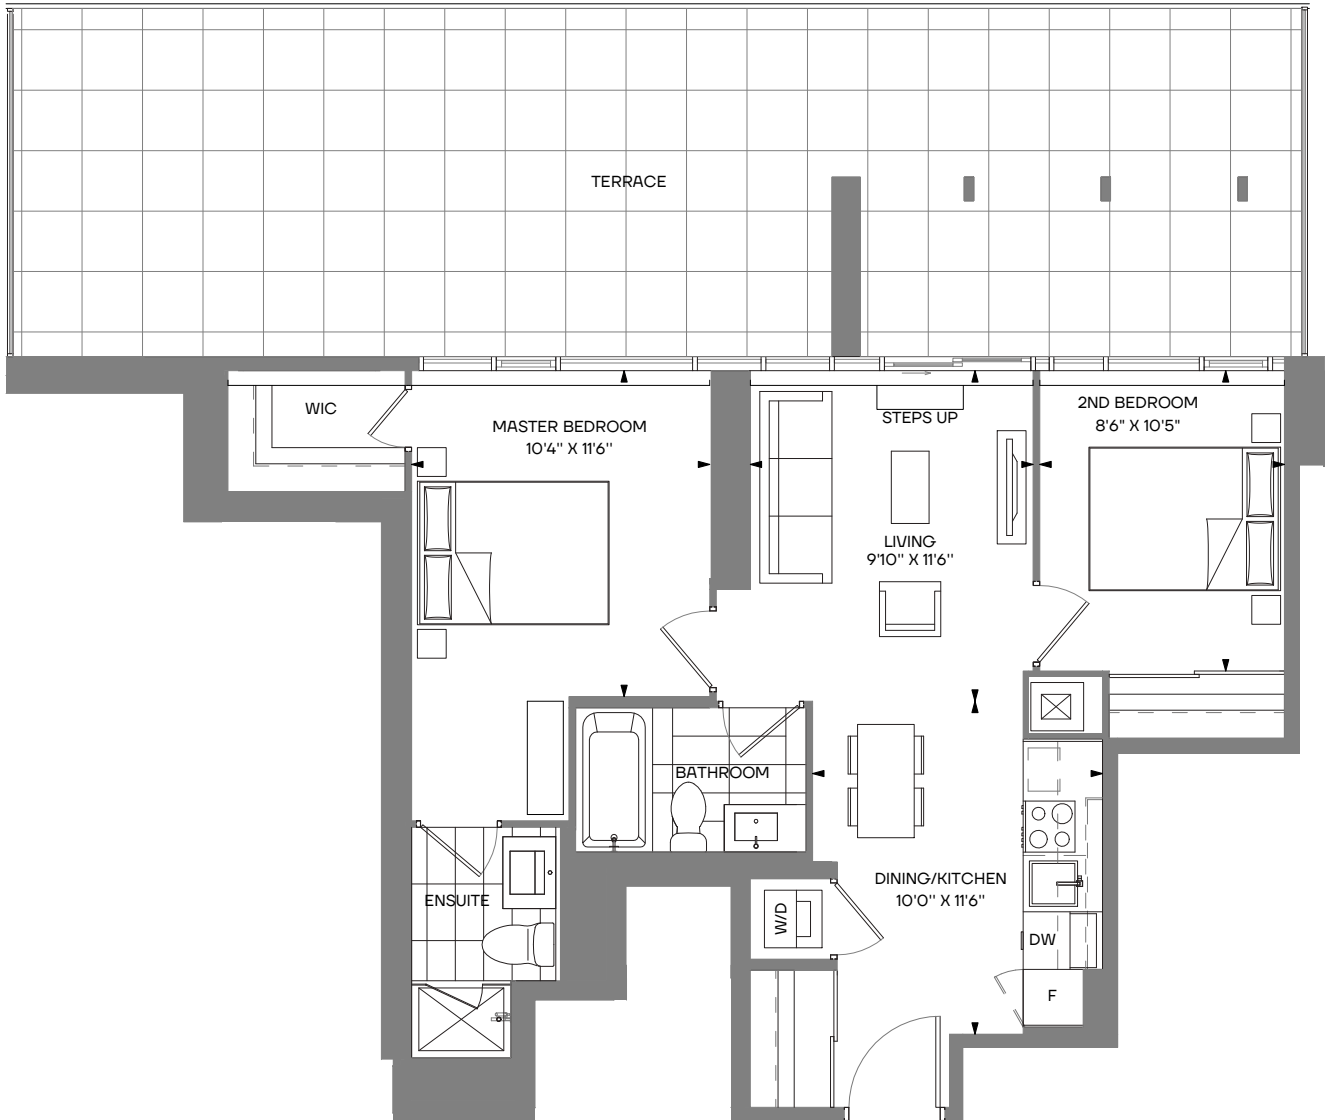 TERRACE
WIC
MASTER BEDROOM
10'4" X 11'6"
STEPS UP
2ND BEDROOM
8'6" X 10'5"
LIVING
9'10" X 11'6"
BATHROOM
ENSUITE
W/D
DINING/KITCHEN
10'0" X 11'6"
DW
F